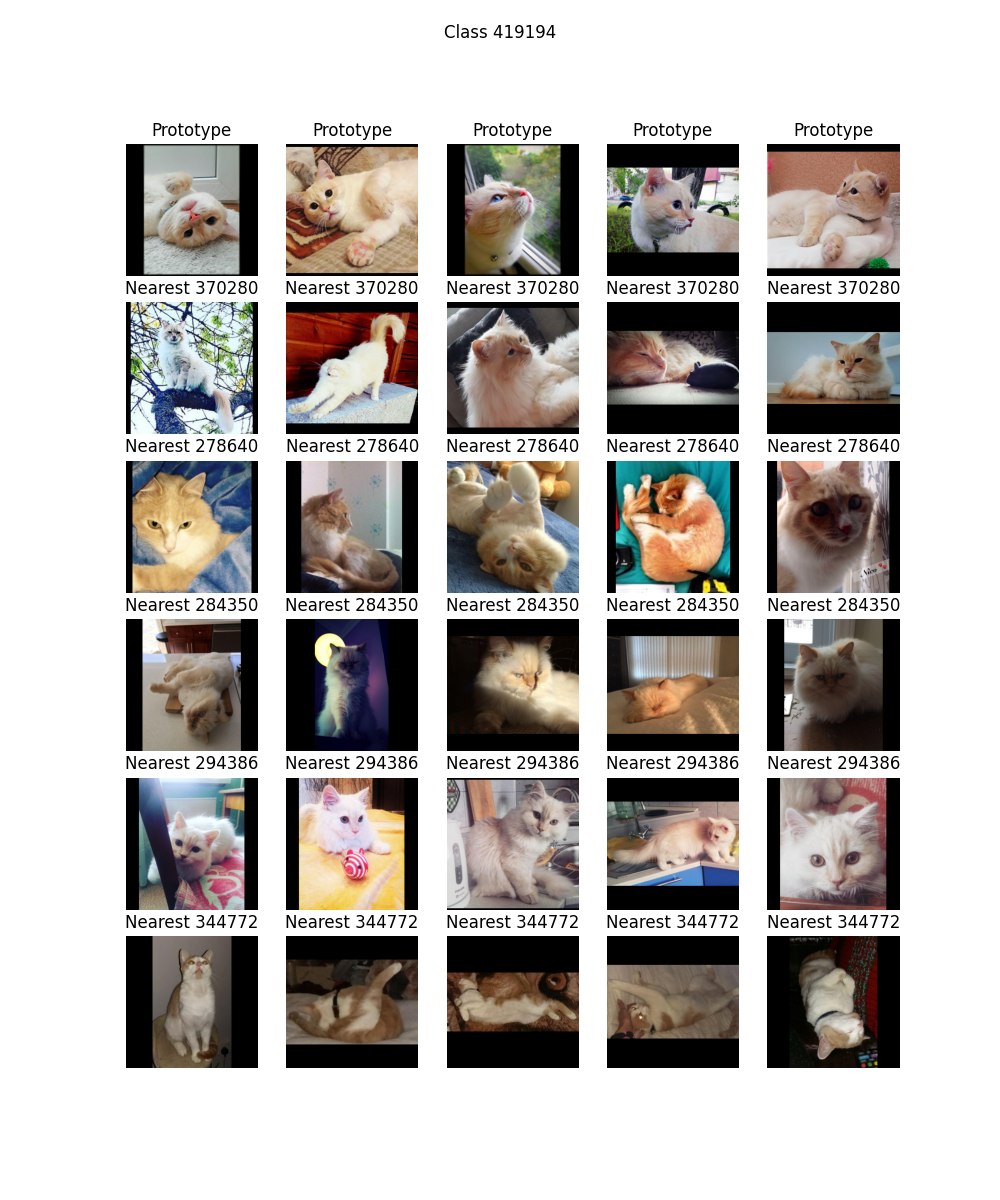 Class 419194
Prototype Prototype Prototype Prototype Prototype
Nearest 370280 Nearest 370280 Nearest 370280 Nearest 370280 Nearest 370280
Nearest 278640 Nearest 278640 Nearest 278640 Nearest 278640 Nearest 278640
Nico
Nearest 284350 Nearest 284350 Nearest 284350 Nearest 284350 Nearest 284350
Nearest 294386 Nearest 294386 Nearest 294386 Nearest 294386 Nearest 294386
Nearest 344772 Nearest 344772 Nearest 344772 Nearest 344772 Nearest 344772